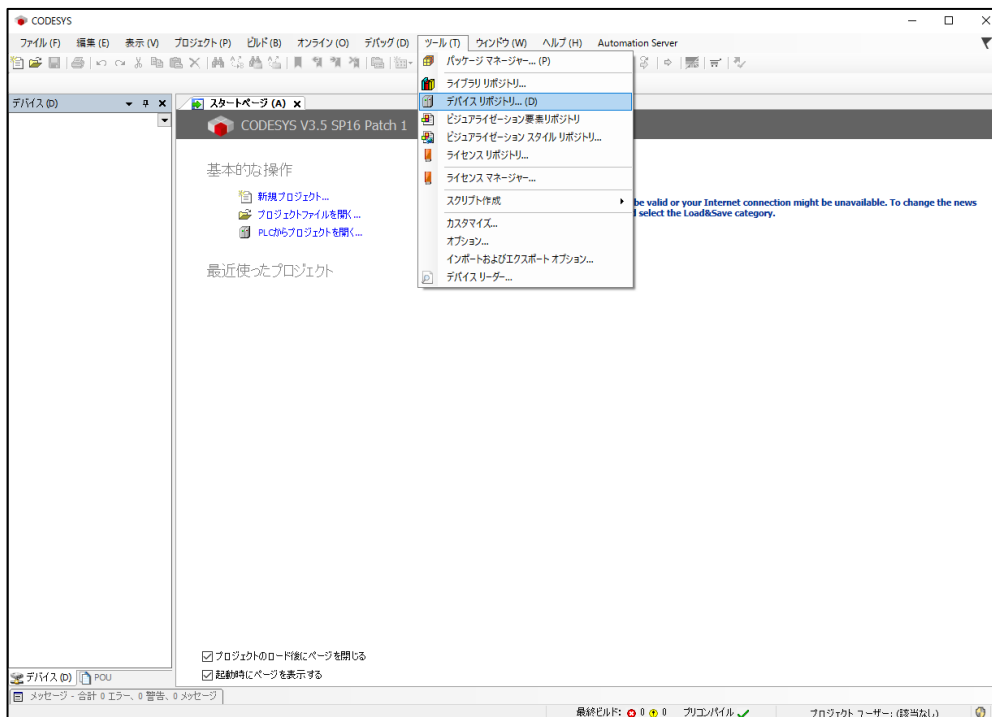 CODESYS
ファイル(F) 編集(E) 表示(V) プロジェクト(P) ビルド(B) オンライン(O) デバッグ(D) ツール(T) ウィンドウ(W) ヘルプ(H) Automation Server
パッケージ マネージャー... (P)
ライブラリ リポジトリ...
デバイス リポジトリ... (D)
ビジュアライゼーション要素リポジトリ
ビジュアライゼーション スタイル リポジトリ...
ライセンス リポジトリ...
ライセンス マネージャー...
スクリプト作成
カスタマイズ...
オプション...
インポートおよびエクスポート オプション...
デバイス リーダー...
デバイス(D)
スタートページ(A)
CODESYS V3.5 SP16 Patch 1
基本的な操作
新規プロジェクト...
プロジェクトファイルを開く...
PLCからプロジェクトを開く...
最近使ったプロジェクト
be valid or your Internet connection might be unavailable. To change the news
select the Load&Save category.
プロジェクトのロード後にページを閉じる
起動時にページを表示する
デバイス(D) POU
メッセージ - 合計 0 エラー、0 警告、0 メッセージ
最終ビルド: 0 0 プリコンパイル プロジェクト ユーザー: (該当なし)